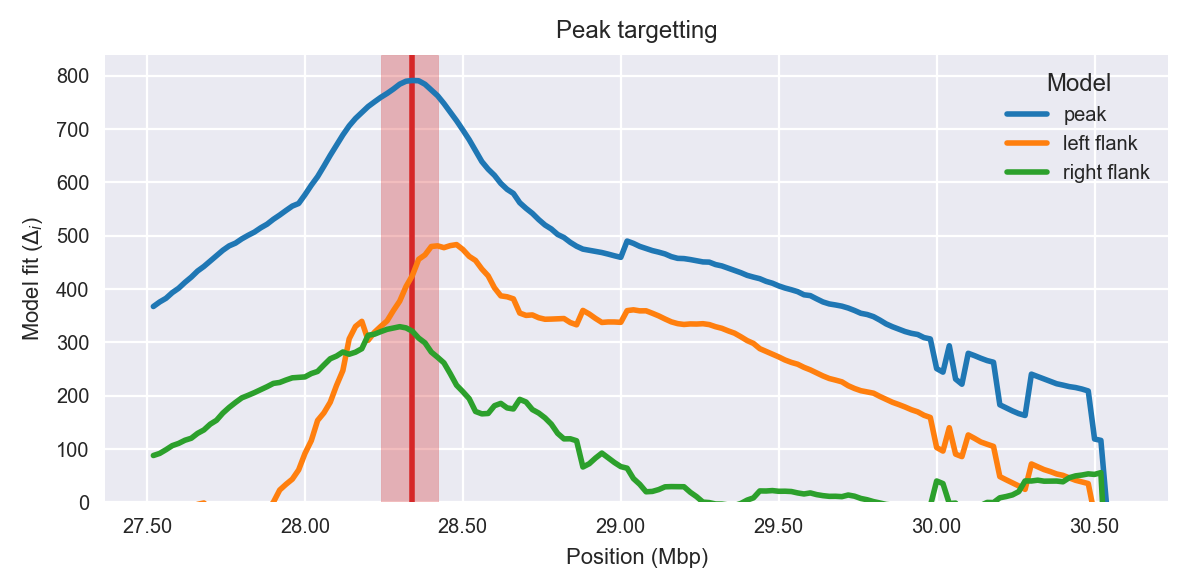 Peak targetting
Model fit (Δi)
800
700
600
500
400
300
200
100
0
Model
peak
left flank
right flank
27.50 28.00 28.50 29.00 29.50 30.00 30.50
Position (Mbp)